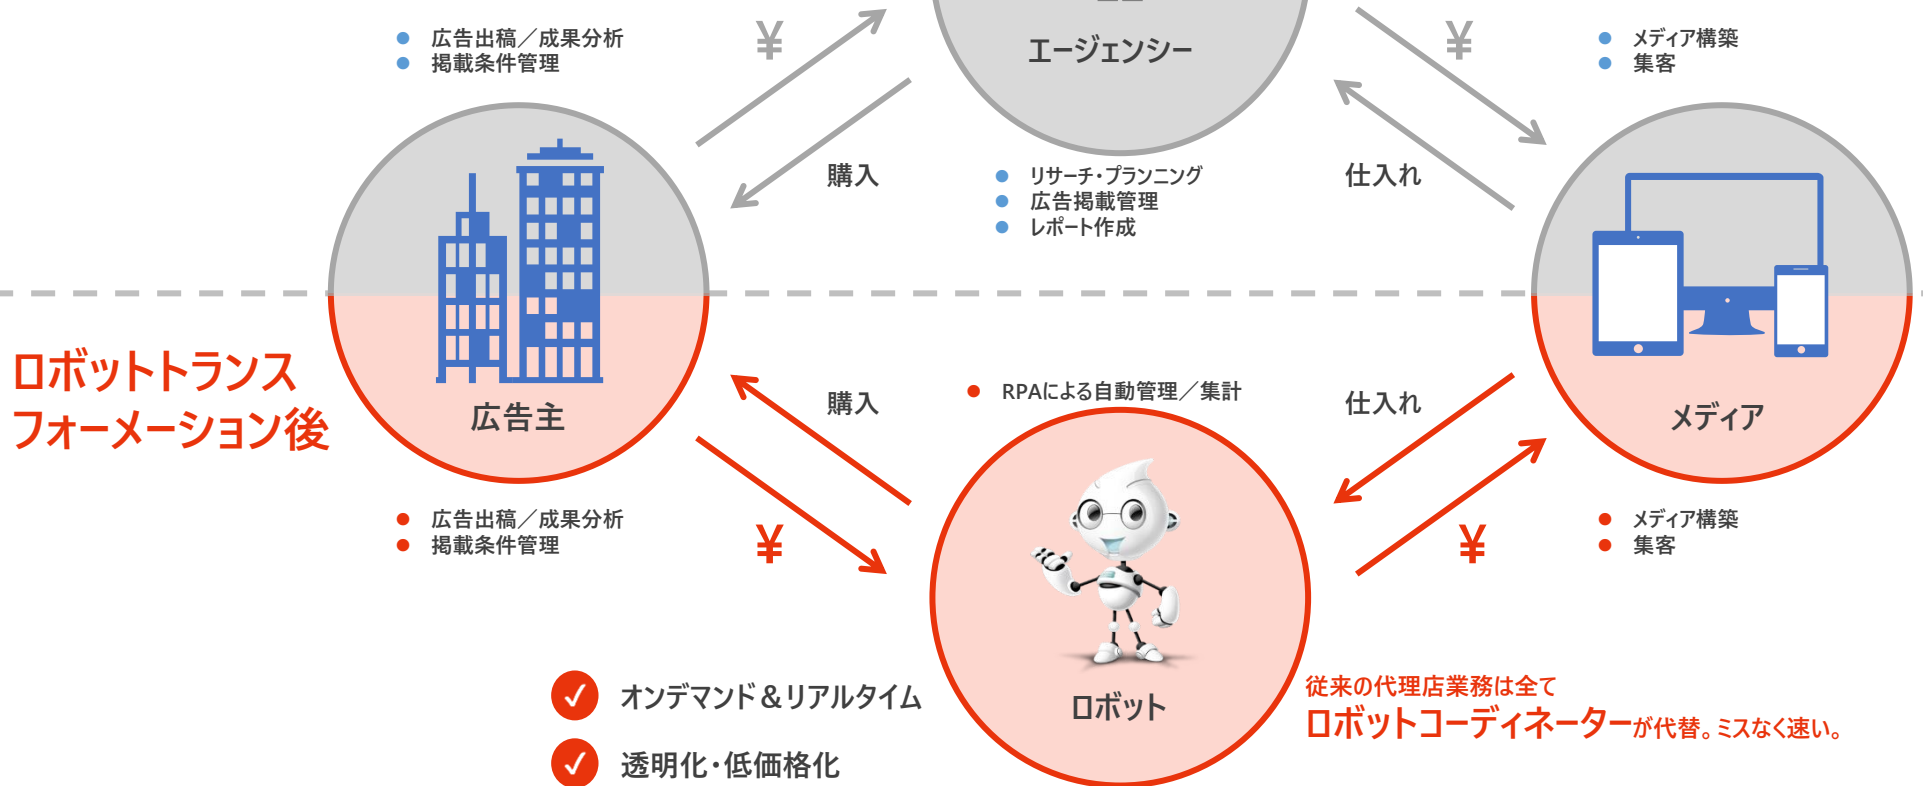 広告出稿／成果分析
掲載条件管理
¥
エージェンシー
¥
メディア構築
集客
購入
リサーチ・プランニング
広告掲載管理
レポート作成
仕入れ
ロボットトランス
フォーメーション後
広告主
購入
RPAによる自動管理／集計
仕入れ
メディア
広告出稿／成果分析
掲載条件管理
¥
¥
メディア構築
集客
ロボット
オンデマンド＆リアルタイム
透明化・低価格化
従来の代理店業務は全て
ロボットコーディネーターが代替。ミスなく速い。